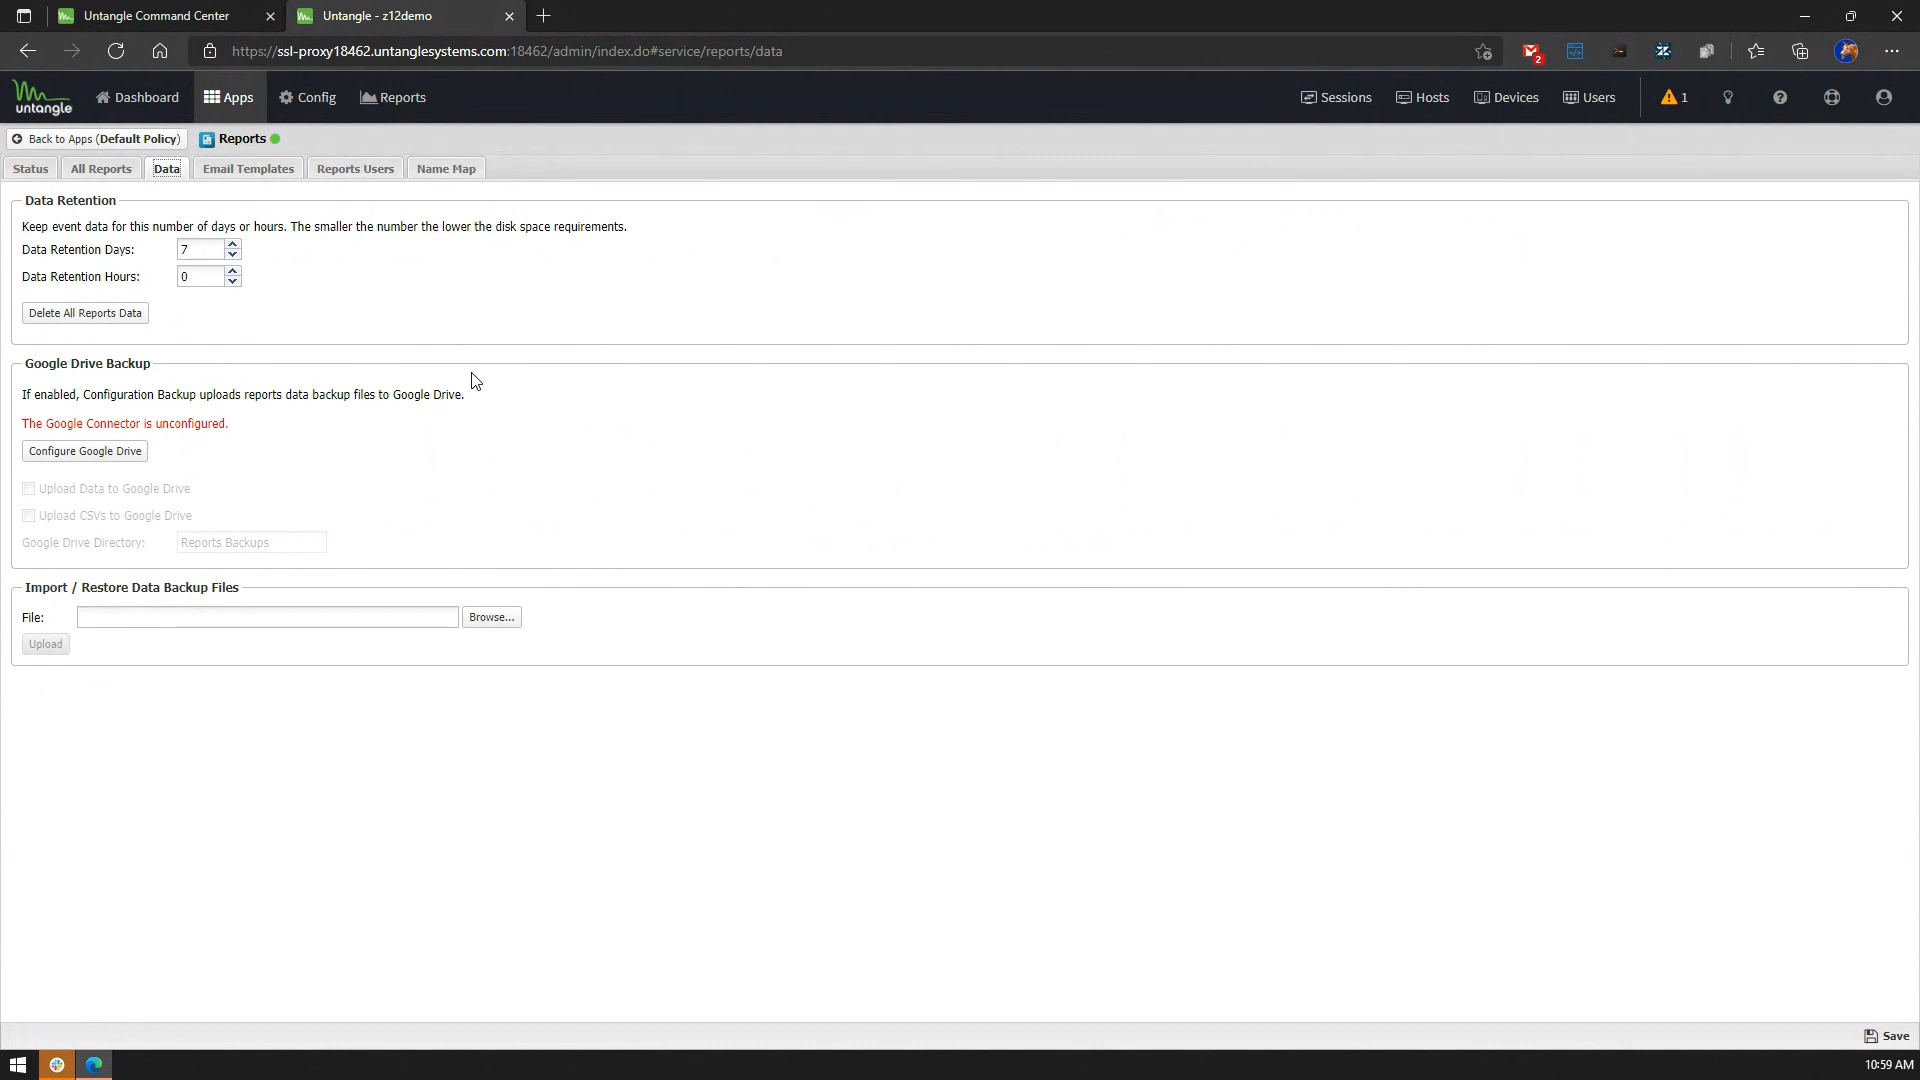 Untangle Command Center
Untangle - z12demo
https://ssl-proxy18462.untanglesystems.com:18462/admin/index.do#service/reports/data
2
untangle
Dashboard
Apps
Config
Reports
Sessions
Hosts
Devices
Users
1
Back to Apps (Default Policy)
Reports
Status
All Reports
Data
Email Templates
Reports Users
Name Map
Data Retention
Keep event data for this number of days or hours. The smaller the number the lower the disk space requirements.
Data Retention Days: 7
Data Retention Hours: 0
Delete All Reports Data
Google Drive Backup
If enabled, Configuration Backup uploads reports data backup files to Google Drive.
The Google Connector is unconfigured.
Configure Google Drive
Upload Data to Google Drive
Upload CSVs to Google Drive
Google Drive Directory: Reports Backups
Import / Restore Data Backup Files
File: Browse...
Upload
Save
10:59 AM